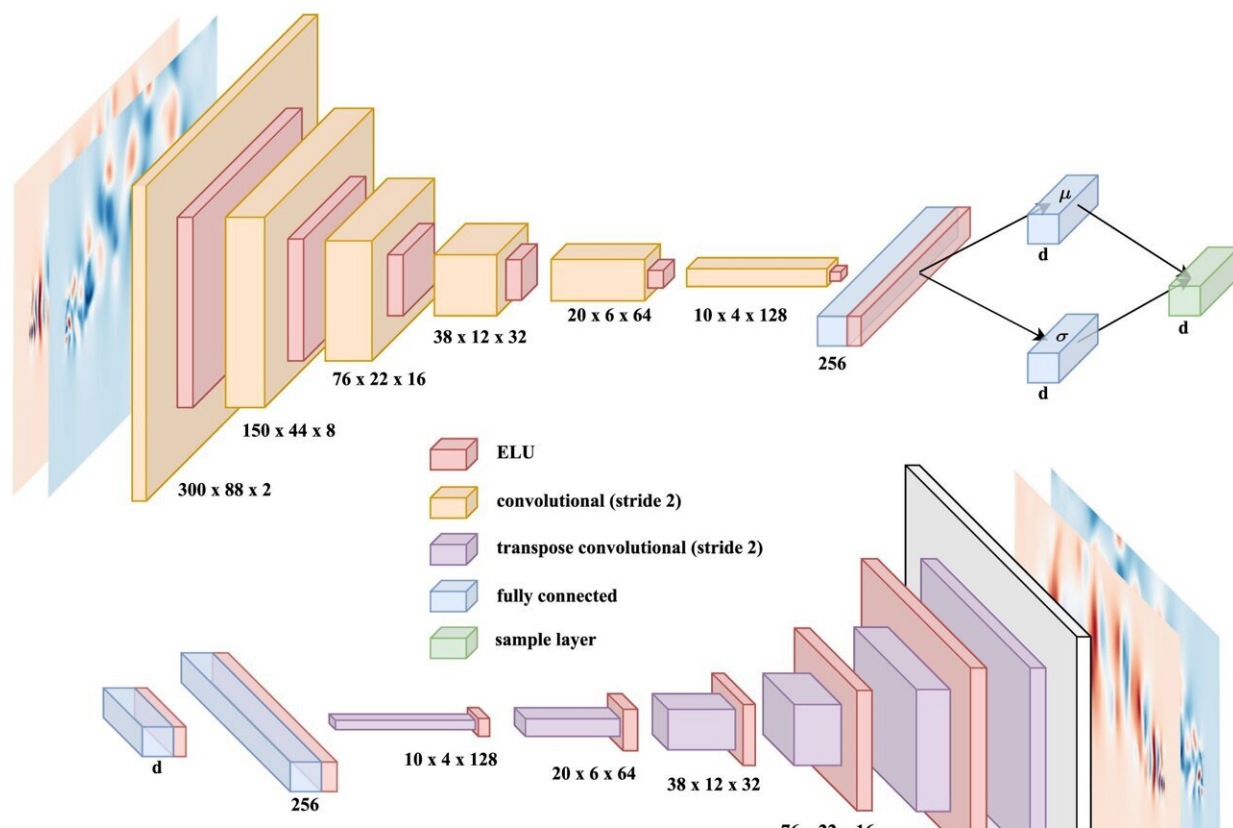 μ
d
σ
d
d
38 x 12 x 32
20 x 6 x 64
10 x 4 x 128
256
76 x 22 x 16
150 x 44 x 8
300 x 88 x 2
ELU
convolutional (stride 2)
transpose convolutional (stride 2)
fully connected
sample layer
d
256
10 x 4 x 128
20 x 6 x 64
38 x 12 x 32